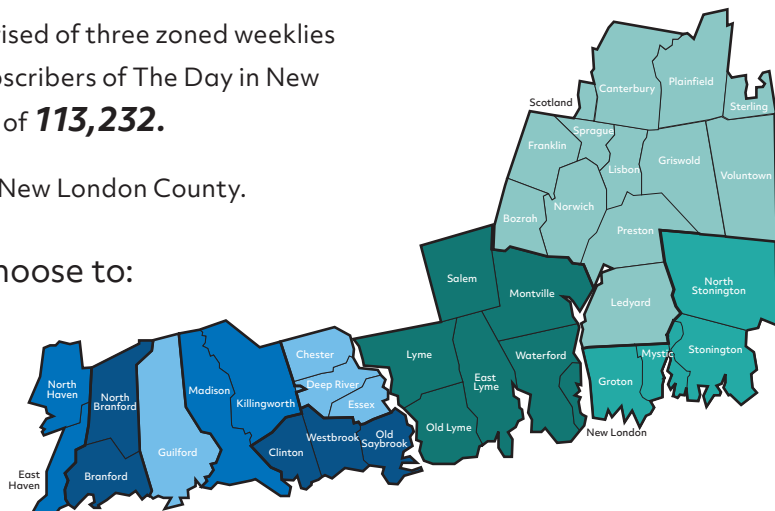 rised of three zoned weeklies
bscribers of The Day in New
of 113,232.
New London County.
hoose to:
Canterbury
Plainfield
Scotland
Sterling
Sprague
Franklin
Lisbon
Griswold
Voluntown
Norwich
Bozrah
Preston
Salem
Montville
Ledyard
North
Stonington
Lyme
Waterford
Mystic
Stonington
East
Lyme
Groton
Old Lyme
New London
Chester
Deep River
Essex
North
Haven
North
Branford
Madison
Killingworth
Westbrook
Old
Saybrook
Clinton
Guilford
Branford
East
Haven